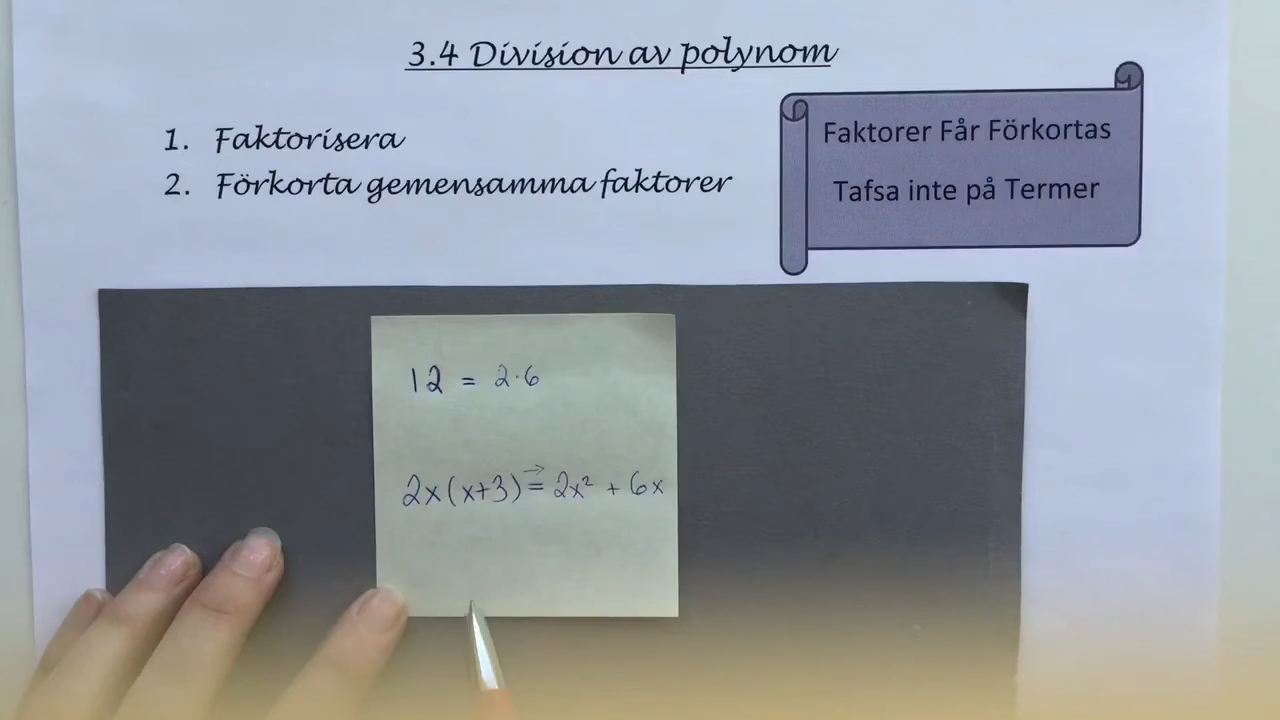 3.4 Division av polynom
1. Faktorisera
2. Förkorta gemensamma faktorer
Faktorer Får Förkortas
Tafsa inte på Termer
12 = 2·6
2x(x+3) →= 2x² + 6x